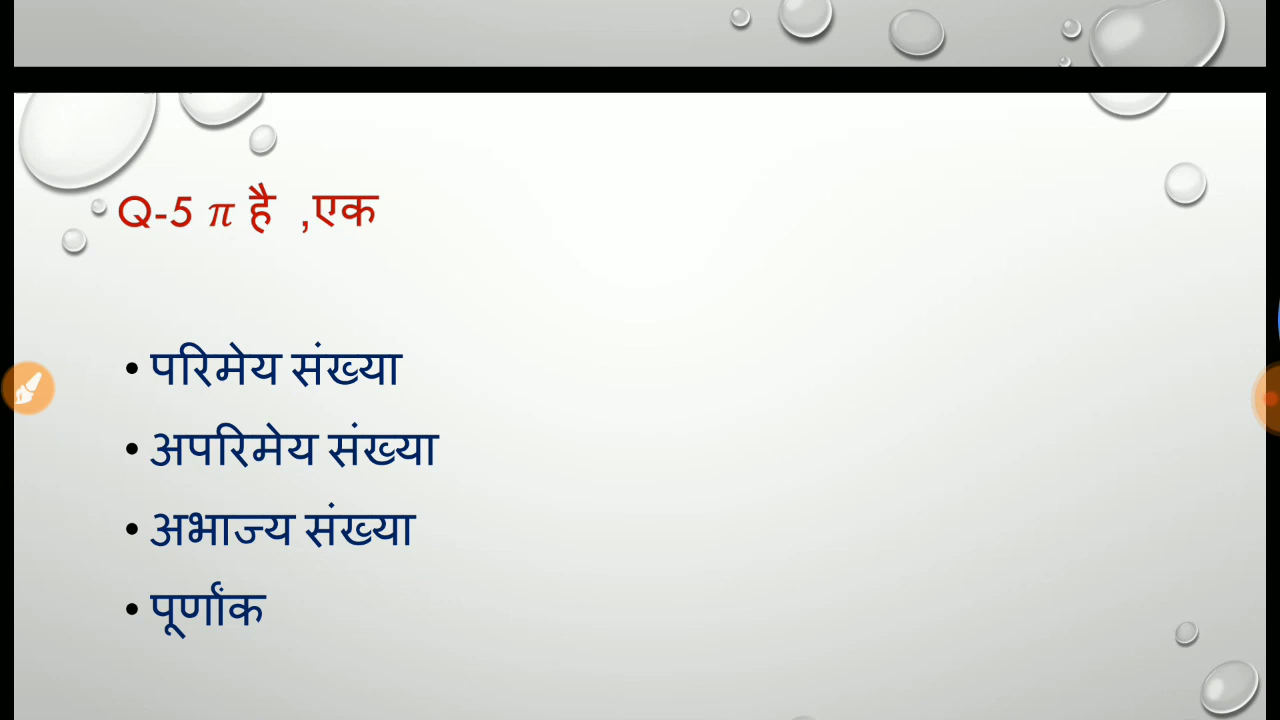 Q-5 𝜋 है ,एक
• परिमेय संख्या
• अपरिमेय संख्या
• अभाज्य संख्या
• पूर्णांक